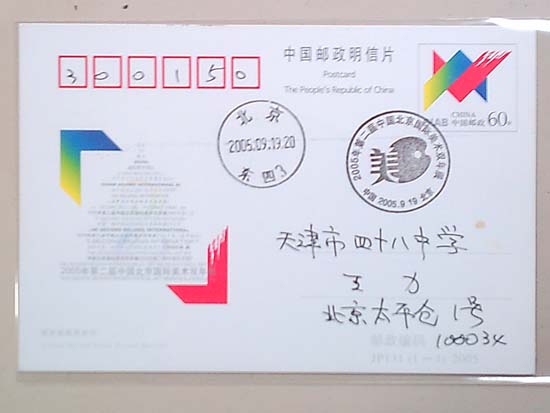 300150
中国邮政明信片
Postcard
The People's Republic of China
CHINA
中国邮政 60分
北京
2005.09.19.20
东四3
2005年第二届中国北京国际美术双年展
中国 2005.9.19 北京
2005年第二届中国北京国际美术双年展
天津市四十八中学
王力
北京太平仓1号
100034
邮政编码